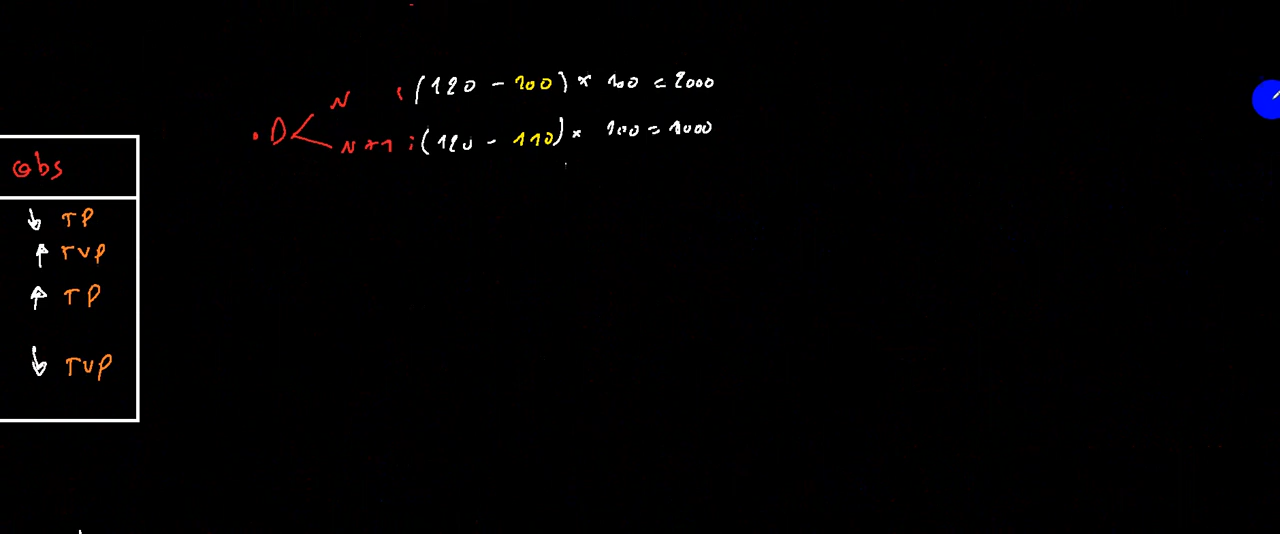 N : (120 - 100) × 100 = 2000
. D
N+1 : (120 - 110) × 100 = 1000
obs
↓ TP
↑ TVP
↑ TP
↓ TVP